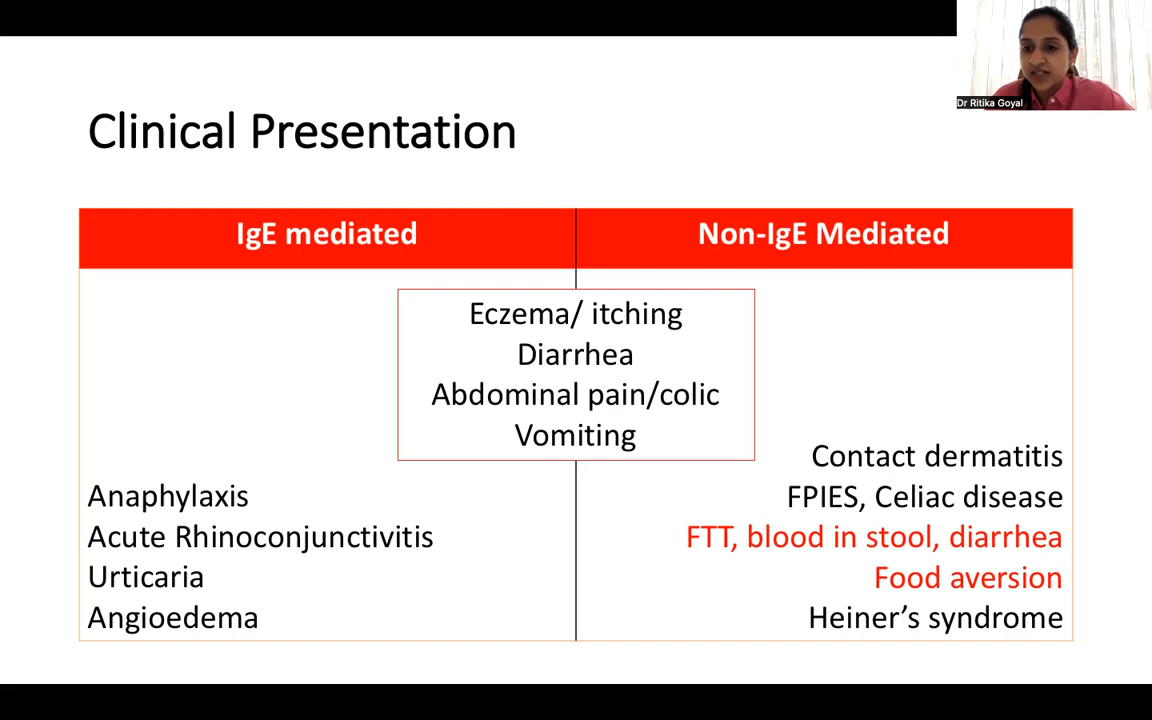 Dr Ritika Goyal
Clinical Presentation
IgE mediated
Non-IgE Mediated
Eczema/ itching
Diarrhea
Abdominal pain/colic
Vomiting
Anaphylaxis
Acute Rhinoconjunctivitis
Urticaria
Angioedema
Contact dermatitis
FPIES, Celiac disease
FTT, blood in stool, diarrhea
Food aversion
Heiner’s syndrome